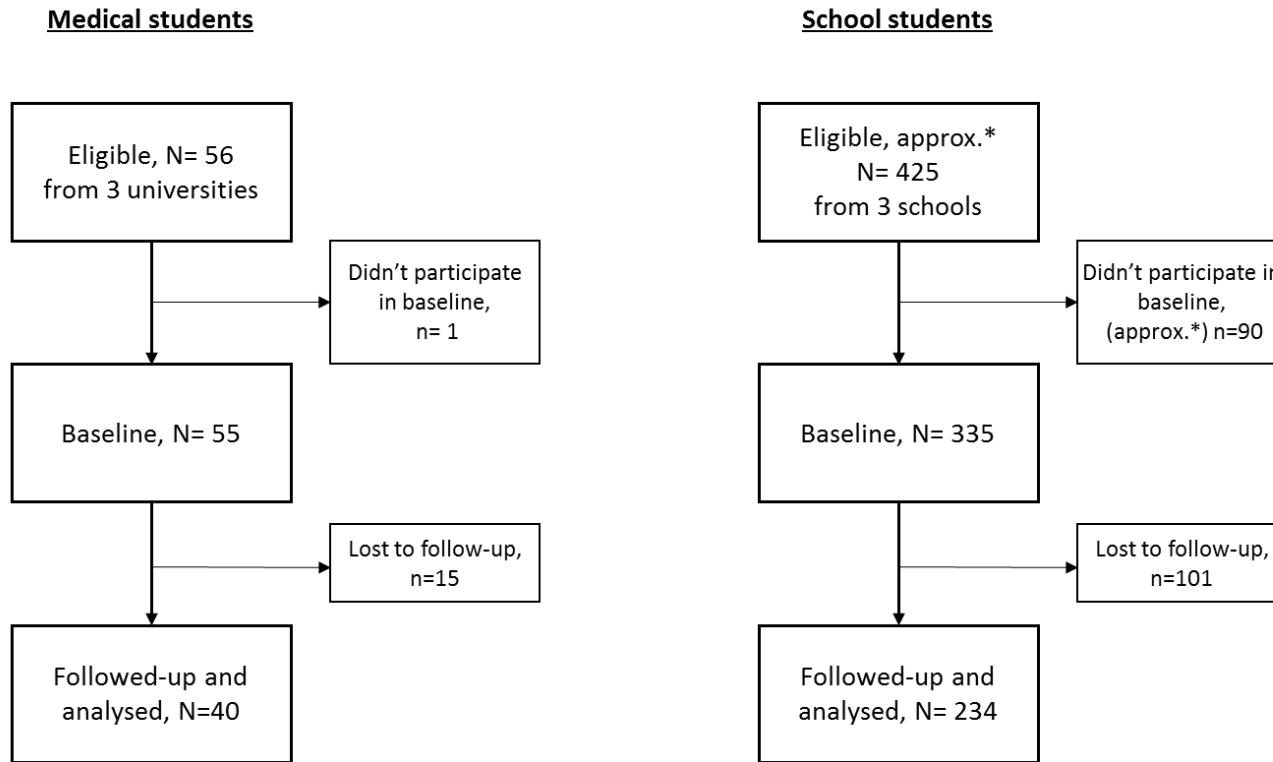 Medical students
Eligible, N= 56
from 3 universities
Didn’t participate
in baseline,
n= 1
Baseline, N= 55
Lost to follow-up,
n=15
Followed-up and
analysed, N=40
School students
Eligible, approx.*
N= 425
from 3 schools
Didn’t participate in
baseline,
(approx.*) n=90
Baseline, N= 335
Lost to follow-up,
n=101
Followed-up and
analysed, N= 234